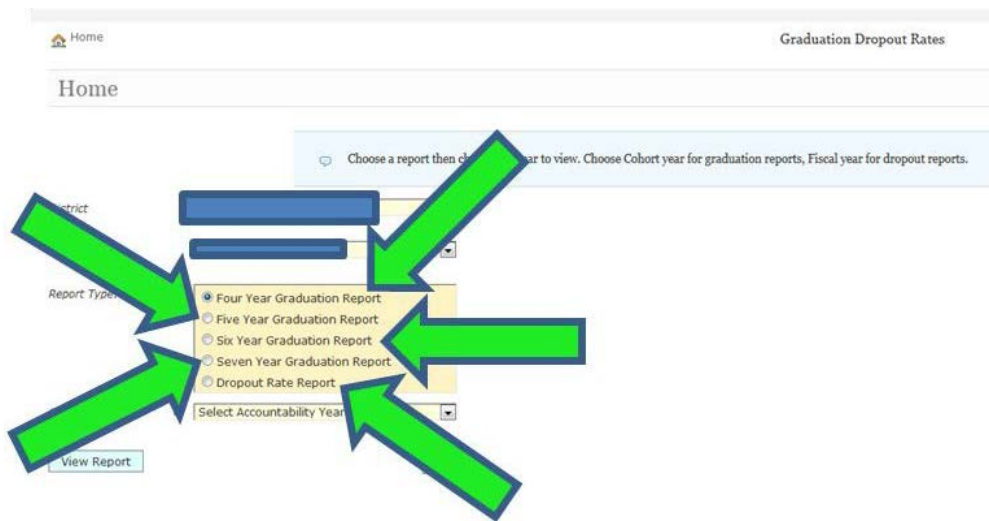 Home
Graduation Dropout Rates
Home
Choose a report then ar to view. Choose Cohort year for graduation reports, Fiscal year for dropout reports.
District
Report Type
Four Year Graduation Report
Five Year Graduation Report
Six Year Graduation Report
Seven Year Graduation Report
Dropout Rate Report
Select Accountability Year
View Report